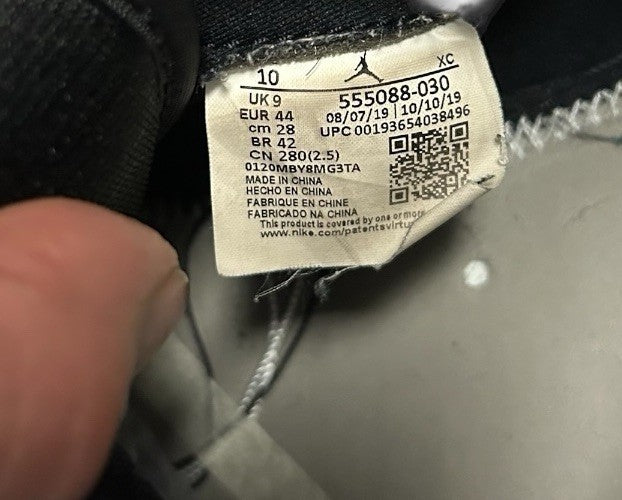 10 XC
UK 9 555088-030
EUR 44 08/07/19 | 10/10/19
cm 28 UPC 00193654038496
BR 42
CN 280(2.5)
0120MBY8MG3TA
MADE IN CHINA
HECHO EN CHINA
FABRIQUE EN CHINE
FABRICADO NA CHINA
This product is covered by one or more
www.nike.com/patentsvirtu